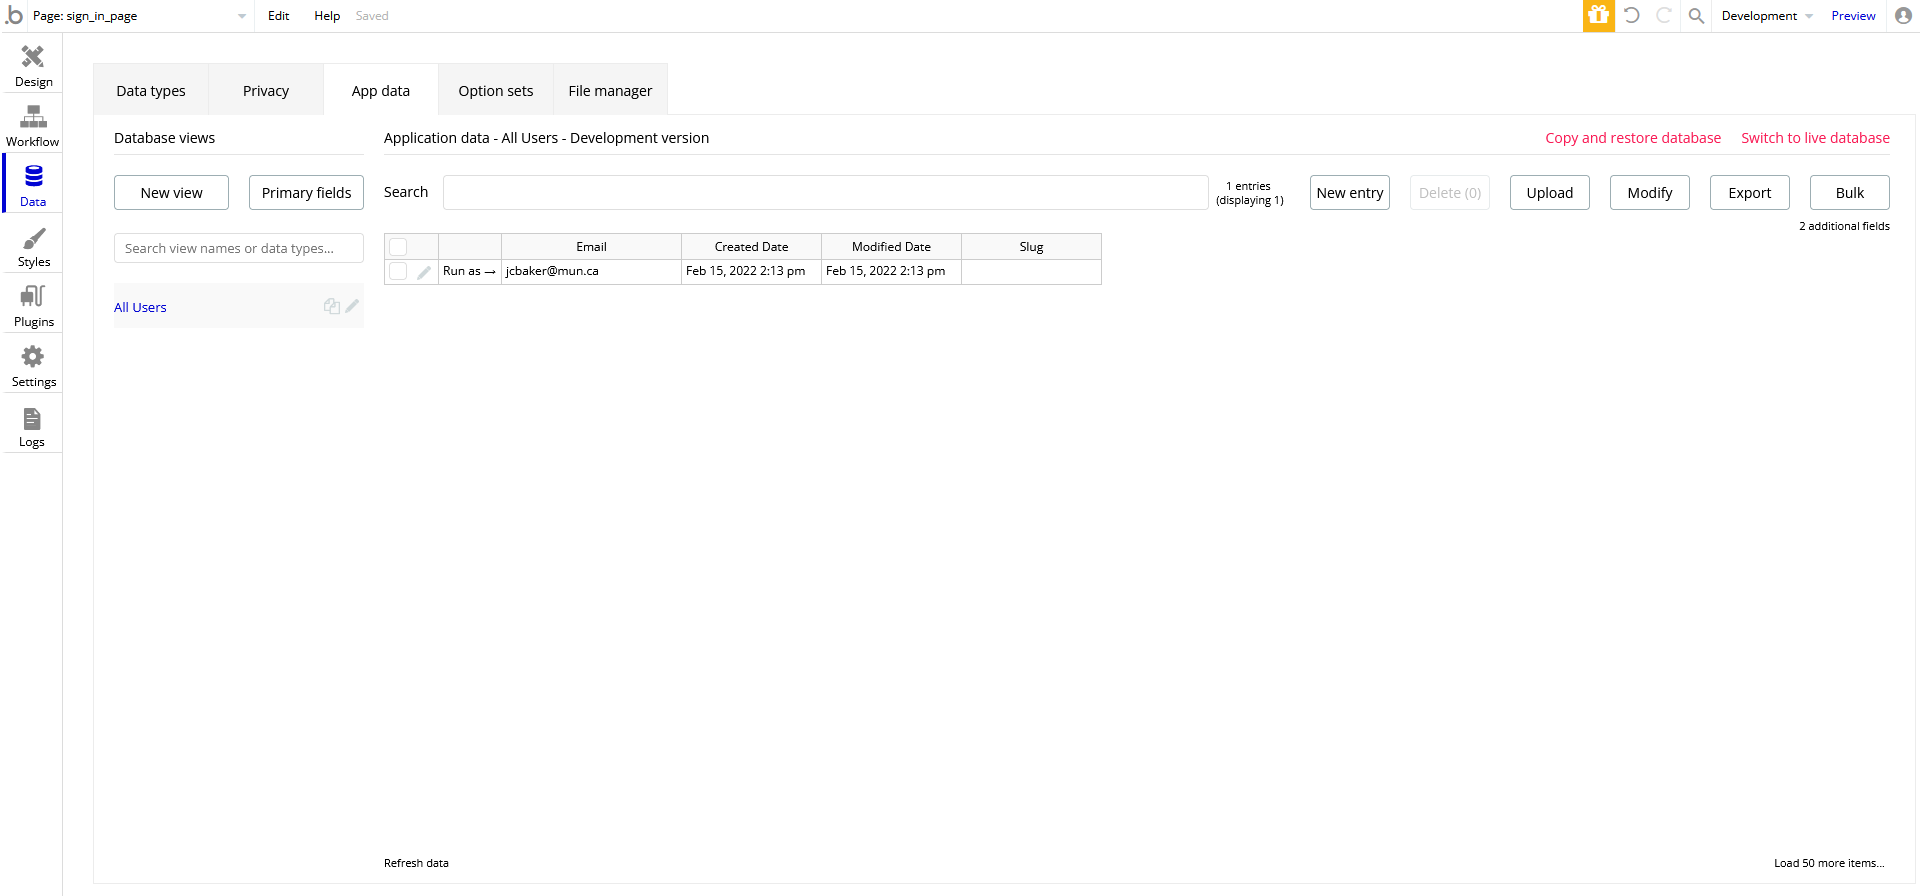 .b Page: sign_in_page Edit Help Saved Development Preview
Design
Workflow
Data
Styles
Plugins
Settings
Logs
Data types Privacy App data Option sets File manager
Database views
New view Primary fields
Search view names or data types...
All Users
Application data - All Users - Development version Copy and restore database Switch to live database
Search 1 entries
(displaying 1)
New entry Delete (0) Upload Modify Export Bulk
2 additional fields
Email Created Date Modified Date Slug
Run as → jcbaker@mun.ca Feb 15, 2022 2:13 pm Feb 15, 2022 2:13 pm
Refresh data Load 50 more items...